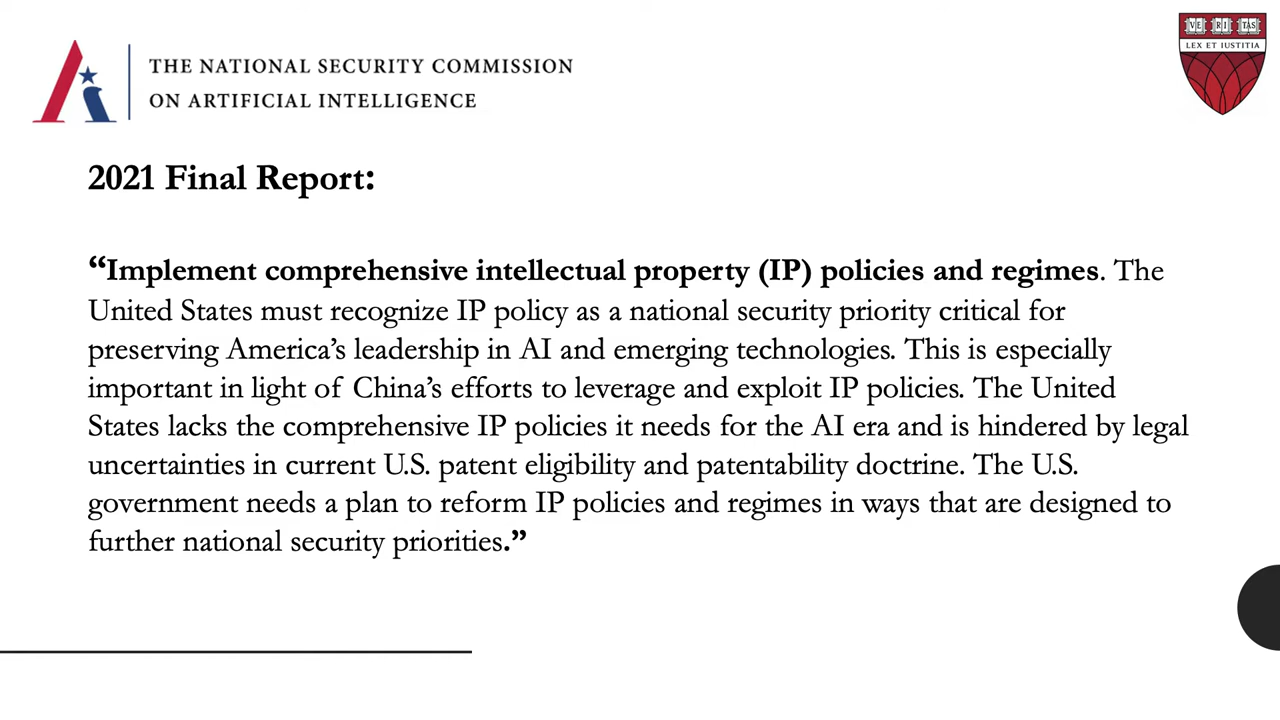 THE NATIONAL SECURITY COMMISSION
ON ARTIFICIAL INTELLIGENCE
VE RI TAS
LEX ET IUSTITIA
2021 Final Report:
“Implement comprehensive intellectual property (IP) policies and regimes. The
United States must recognize IP policy as a national security priority critical for
preserving America’s leadership in AI and emerging technologies. This is especially
important in light of China’s efforts to leverage and exploit IP policies. The United
States lacks the comprehensive IP policies it needs for the AI era and is hindered by legal
uncertainties in current U.S. patent eligibility and patentability doctrine. The U.S.
government needs a plan to reform IP policies and regimes in ways that are designed to
further national security priorities.”